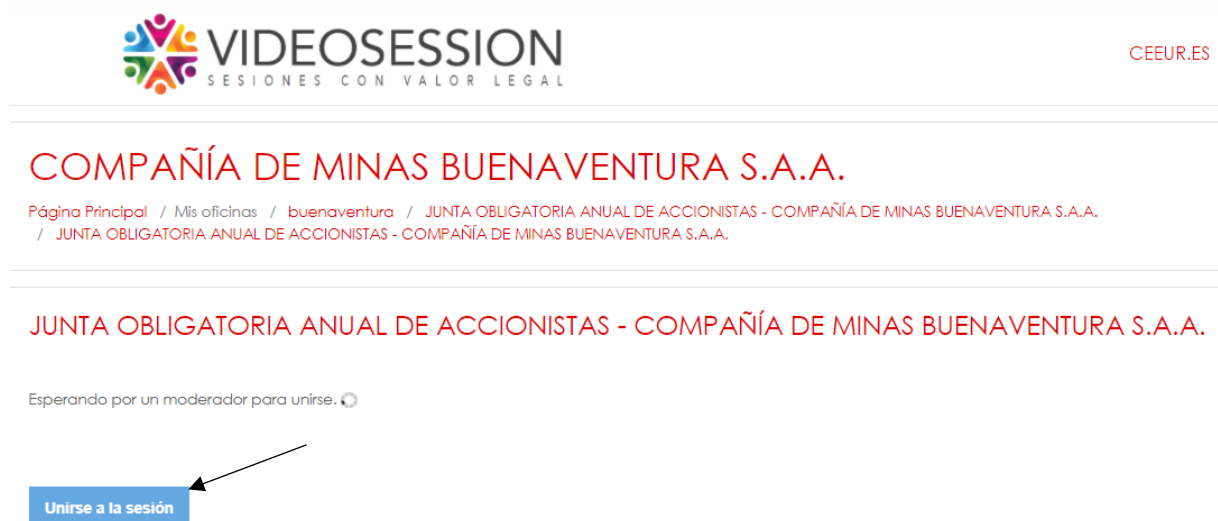 VIDEOSESSION
SESIONES CON VALOR LEGAL
CEEUR.ES
COMPAÑÍA DE MINAS BUENAVENTURA S.A.A.
Página Principal / Mis oficinas / buenaventura / JUNTA OBLIGATORIA ANUAL DE ACCIONISTAS - COMPAÑÍA DE MINAS BUENAVENTURA S.A.A.
/ JUNTA OBLIGATORIA ANUAL DE ACCIONISTAS - COMPAÑÍA DE MINAS BUENAVENTURA S.A.A.
JUNTA OBLIGATORIA ANUAL DE ACCIONISTAS - COMPAÑÍA DE MINAS BUENAVENTURA S.A.A.
Esperando por un moderador para unirse.
Unirse a la sesión